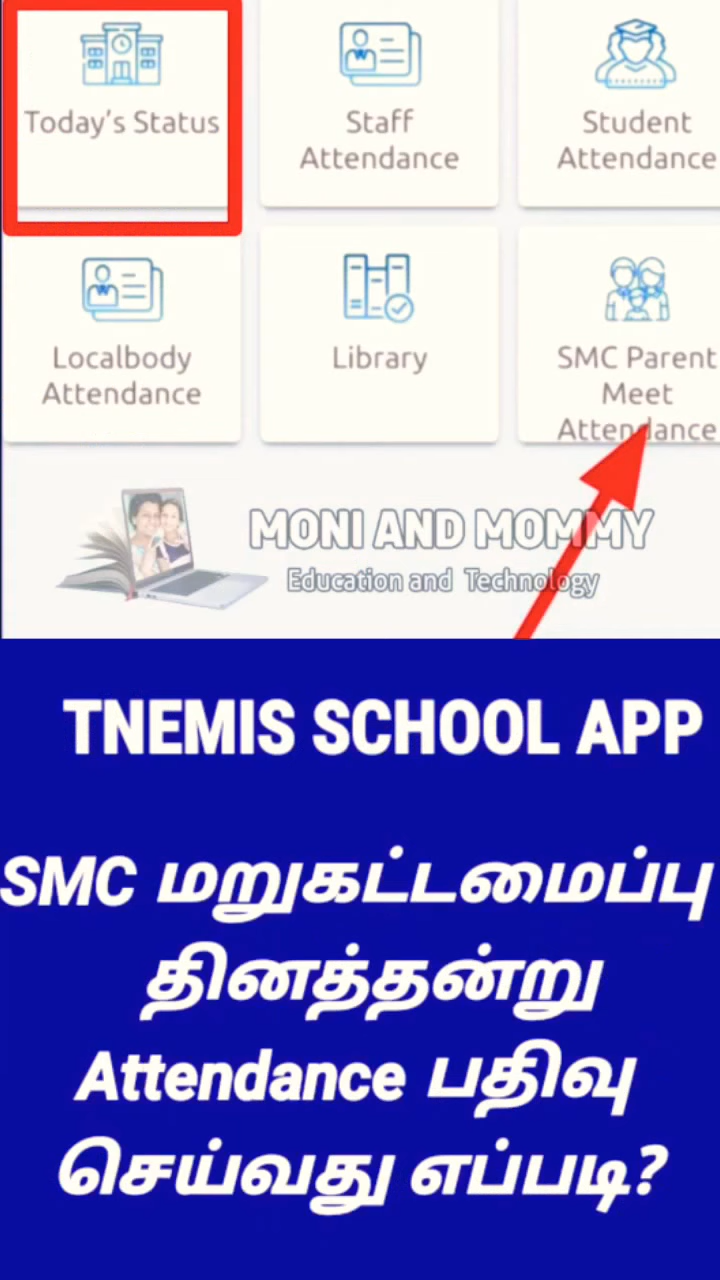 Today's Status
Staff
Attendance
Student
Attendance
Localbody
Attendance
Library
SMC Parent
Meet
Attendance
MONI AND MOMMY
Education and Technology
TNEMIS SCHOOL APP
SMC மறுகட்டமைப்பு
தினத்தன்று
Attendance பதிவு
செய்வது எப்படி?